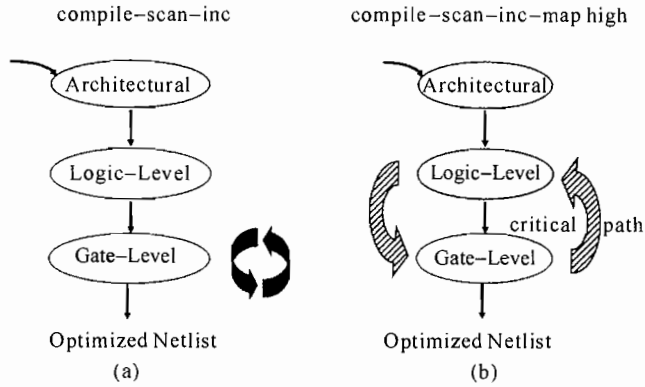 compile–scan–inc
Architectural
Logic–Level
Gate–Level
Optimized Netlist
(a)
compile–scan–inc–map high
Architectural
Logic–Level
critical path
Gate–Level
Optimized Netlist
(b)